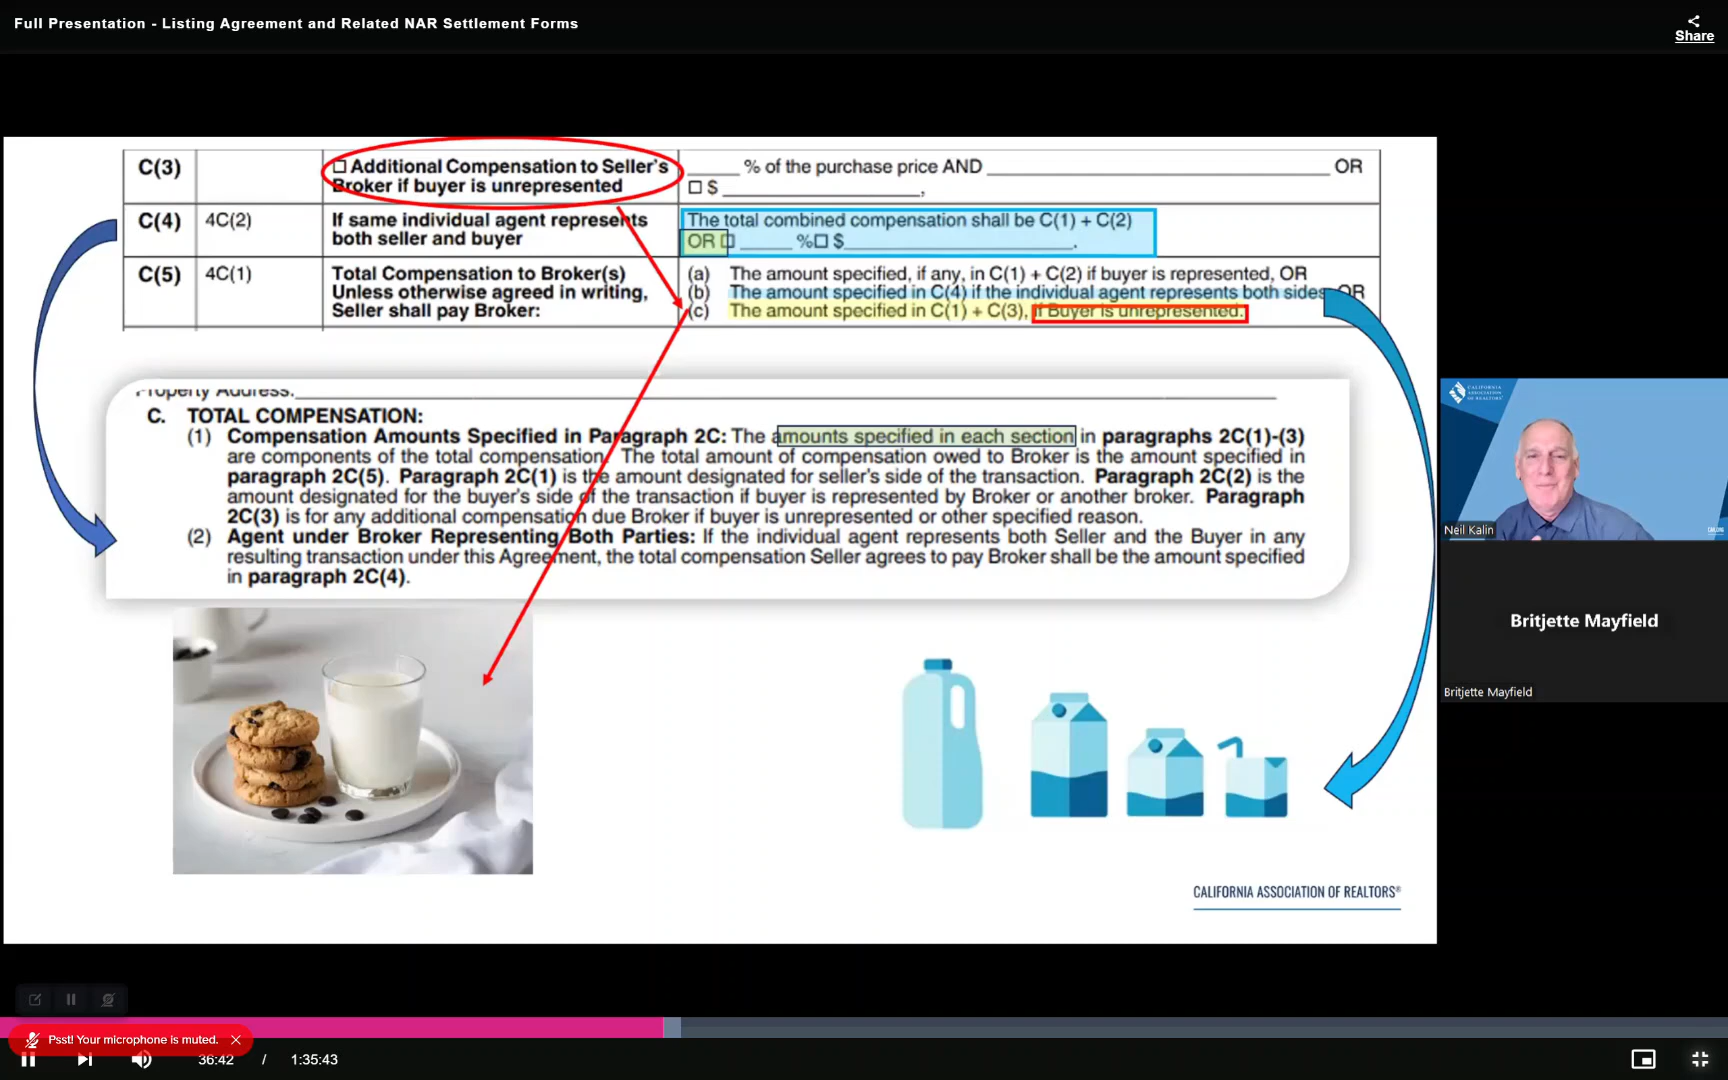 Full Presentation - Listing Agreement and Related NAR Settlement Forms
Share
C(3) ☐ Additional Compensation to Seller's Broker if buyer is unrepresented _____ % of the purchase price AND ______________________ OR
☐ $ ______________________,
C(4) 4C(2) If same individual agent represents both seller and buyer The total combined compensation shall be C(1) + C(2)
OR ☐ _____ %☐ $______________________.
C(5) 4C(1) Total Compensation to Broker(s)
Unless otherwise agreed in writing,
Seller shall pay Broker:
(a) The amount specified, if any, in C(1) + C(2) if buyer is represented, OR
(b) The amount specified in C(4) if the individual agent represents both sides, OR
(c) The amount specified in C(1) + C(3), if Buyer is unrepresented.
Property Address:
C. TOTAL COMPENSATION:
(1) Compensation Amounts Specified in Paragraph 2C: The amounts specified in each section in paragraphs 2C(1)-(3)
are components of the total compensation. The total amount of compensation owed to Broker is the amount specified in
paragraph 2C(5). Paragraph 2C(1) is the amount designated for seller's side of the transaction. Paragraph 2C(2) is the
amount designated for the buyer's side of the transaction if buyer is represented by Broker or another broker. Paragraph
2C(3) is for any additional compensation due Broker if buyer is unrepresented or other specified reason.
(2) Agent under Broker Representing Both Parties: If the individual agent represents both Seller and the Buyer in any
resulting transaction under this Agreement, the total compensation Seller agrees to pay Broker shall be the amount specified
in paragraph 2C(4).
CALIFORNIA ASSOCIATION OF REALTORS®
CALIFORNIA
ASSOCIATION
OF REALTORS®
Neil Kalin
Britjette Mayfield
Britjette Mayfield
Psst! Your microphone is muted.
36:42 / 1:35:43